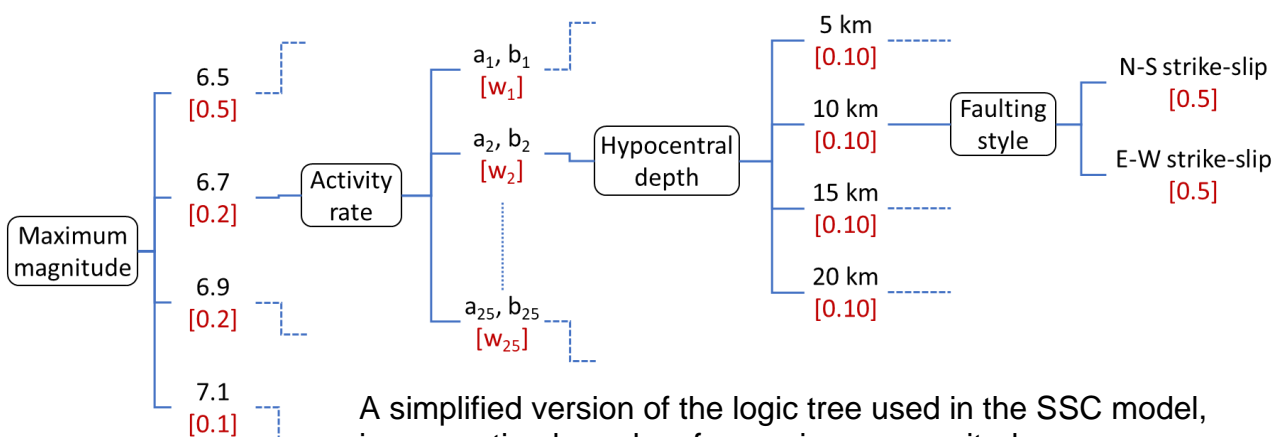 Maximum
magnitude
6.5
[0.5]
6.7
[0.2]
6.9
[0.2]
7.1
[0.1]
Activity
rate
a1, b1
[w1]
a2, b2
[w2]
a25, b25
[w25]
Hypocentral
depth
5 km
[0.10]
10 km
[0.10]
15 km
[0.10]
20 km
[0.10]
Faulting
style
N-S strike-slip
[0.5]
E-W strike-slip
[0.5]
A simplified version of the logic tree used in the SSC model,